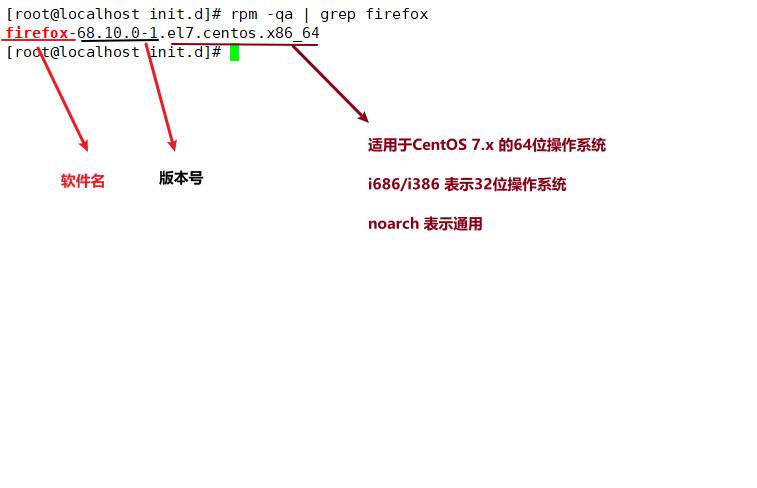 [root@localhost init.d]# rpm -qa | grep firefox
firefox-68.10.0-1.el7.centos.x86_64
[root@localhost init.d]#
适用于CentOS 7.x 的64位操作系统
软件名
版本号
i686/i386 表示32位操作系统
noarch 表示通用